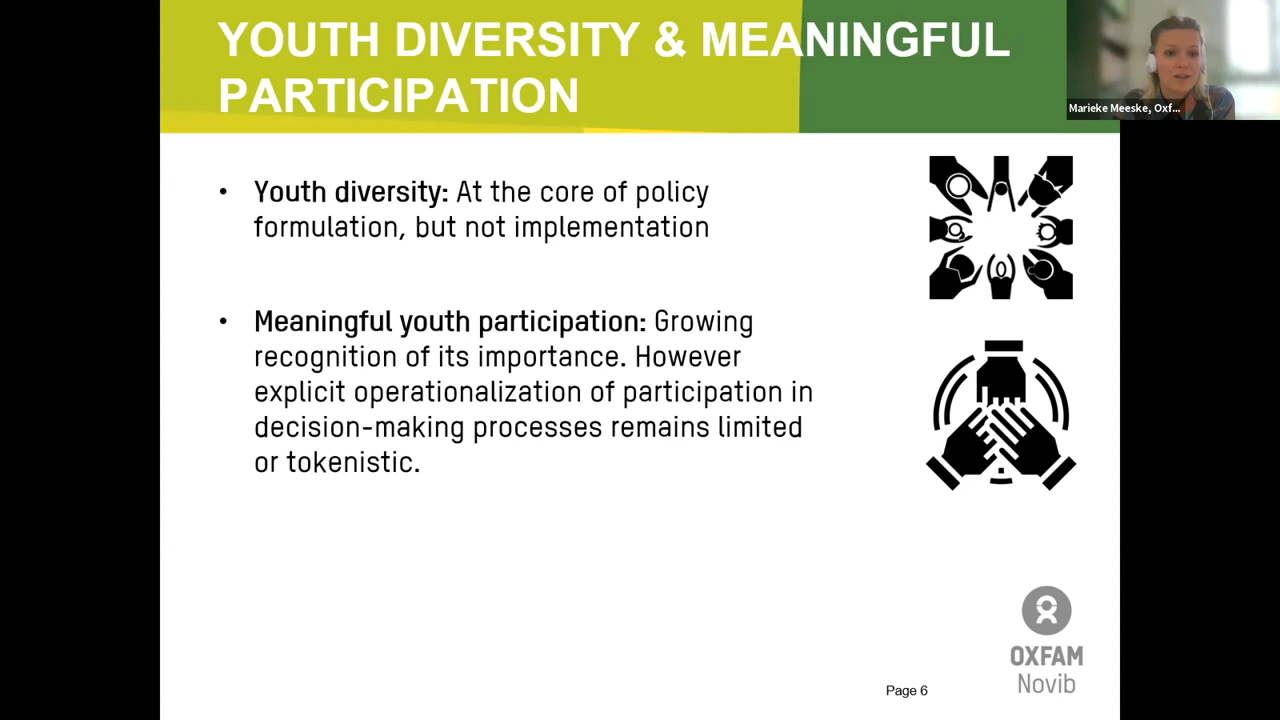 YOUTH DIVERSITY & MEANINGFUL
PARTICIPATION
Marieke Meeske, Oxf...
• Youth diversity: At the core of policy
formulation, but not implementation
• Meaningful youth participation: Growing
recognition of its importance. However
explicit operationalization of participation in
decision-making processes remains limited
or tokenistic.
OXFAM
Novib
Page 6